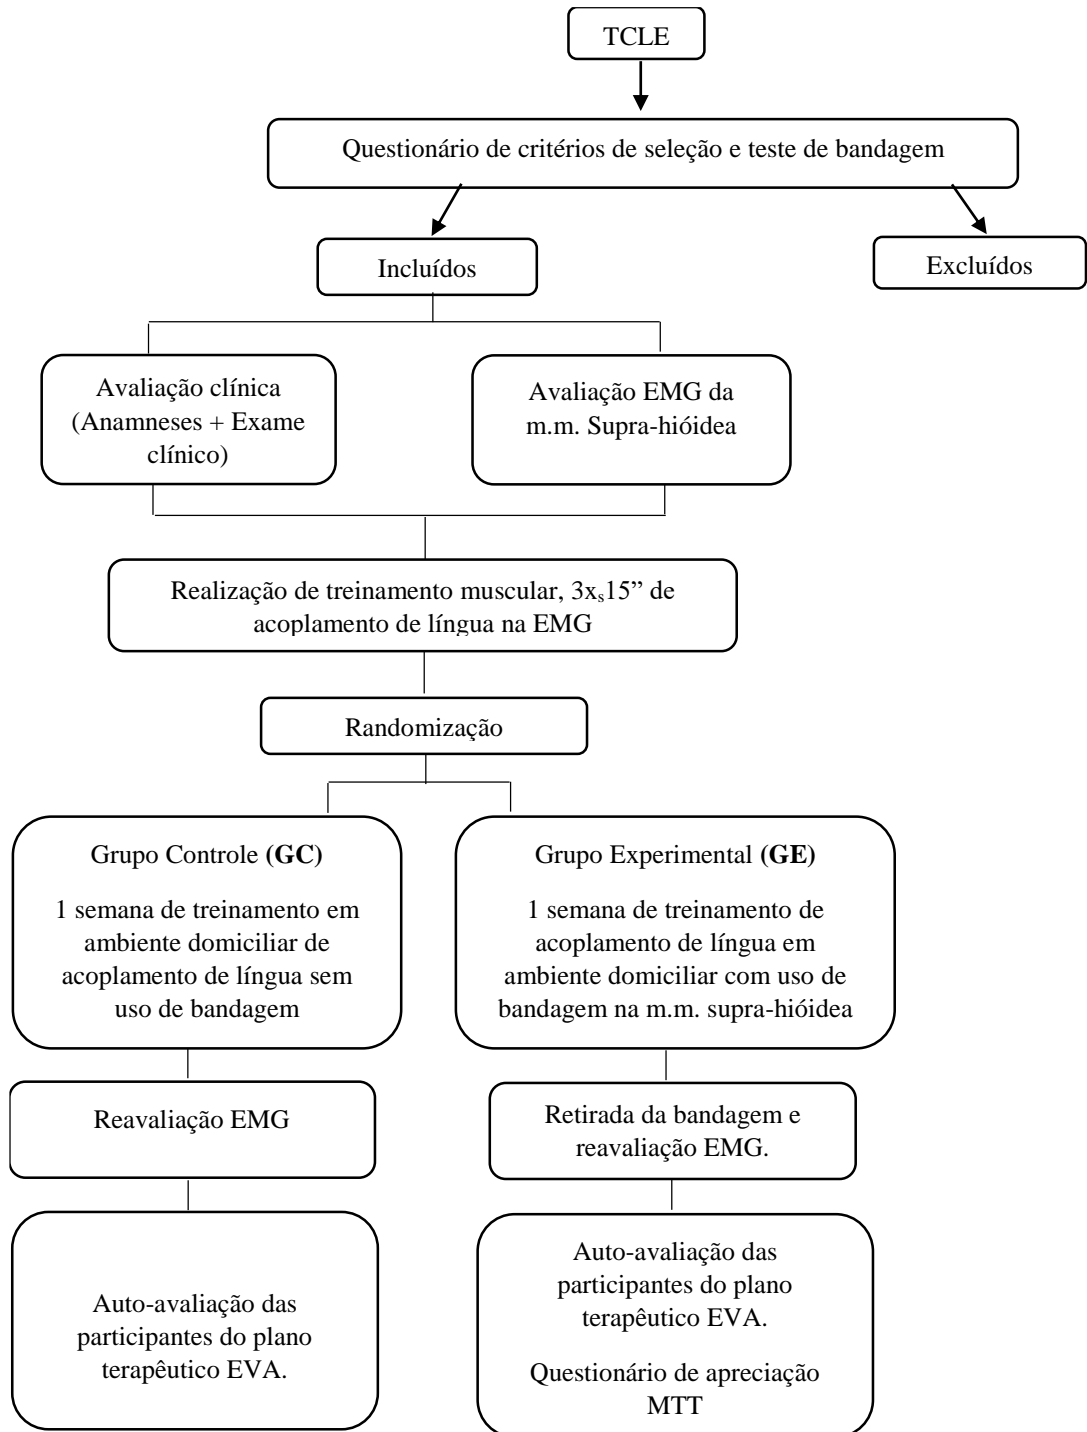 TCLE
Questionário de critérios de seleção e teste de bandagem
Incluídos
Excluídos
Avaliação clínica
(Anamneses + Exame
clínico)
Avaliação EMG da
m.m. Supra-hióidea
Realização de treinamento muscular, 3xₛ15” de
acoplamento de língua na EMG
Randomização
Grupo Controle (GC)
1 semana de treinamento em
ambiente domiciliar de
acoplamento de língua sem
uso de bandagem
Grupo Experimental (GE)
1 semana de treinamento de
acoplamento de língua em
ambiente domiciliar com uso de
bandagem na m.m. supra-hióidea
Reavaliação EMG
Retirada da bandagem e
reavaliação EMG.
Auto-avaliação das
participantes do plano
terapêutico EVA.
Auto-avaliação das
participantes do plano
terapêutico EVA.
Questionário de apreciação
MTT